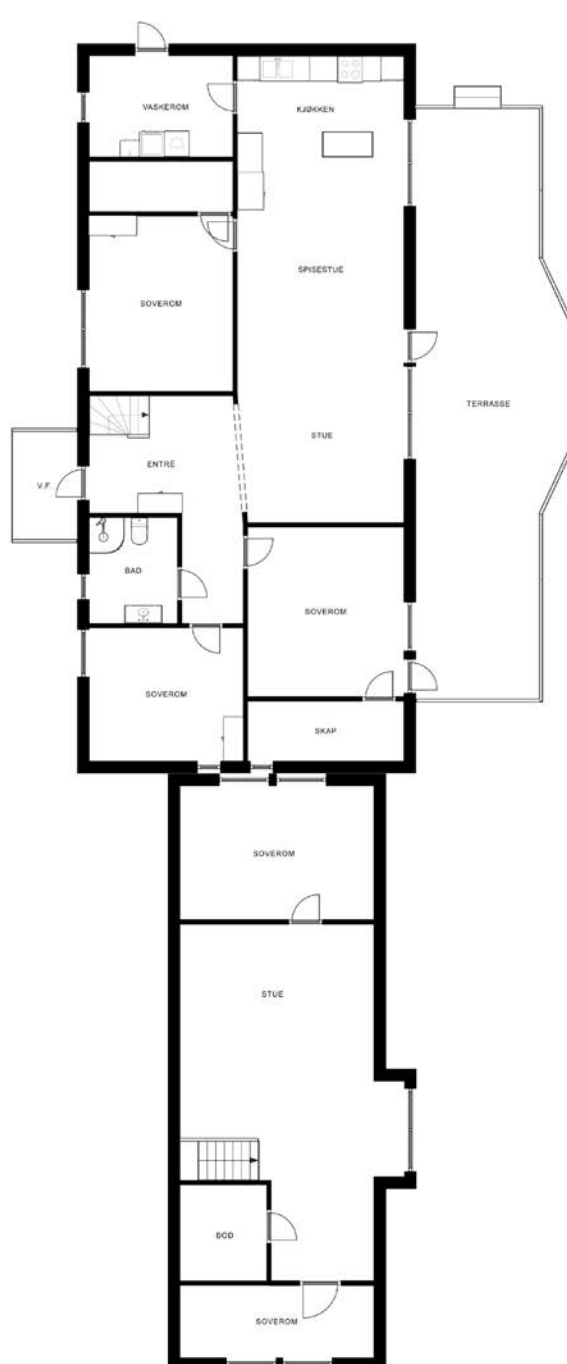 VASKEROM
KJØKKEN
SOVEROM
SPISESTUE
TERRASSE
STUE
ENTRÉ
V.F.
BAD
SOVEROM
SOVEROM
SKAP
SOVEROM
STUE
BOD
SOVEROM